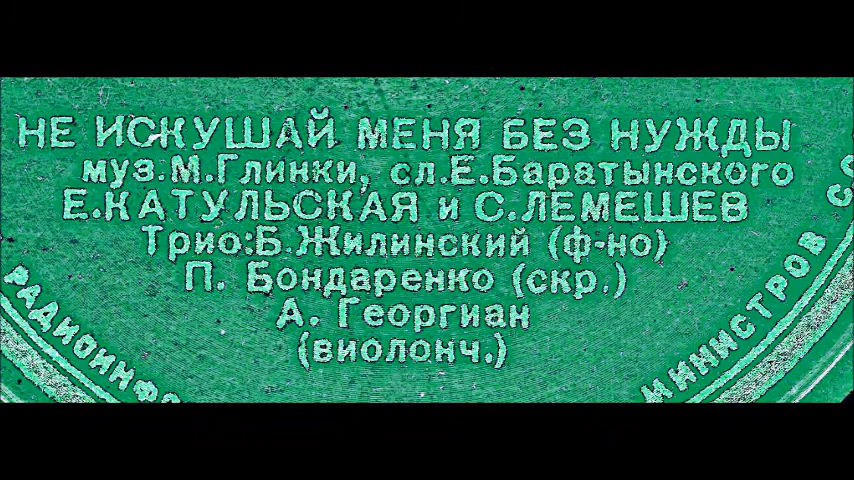 НЕ ИСКУШАЙ МЕНЯ БЕЗ НУЖДЫ
муз.М.Глинки, сл.Е.Баратынского
Е.КАТУЛЬСКАЯ и С.ЛЕМЕШЕВ
Трио:Б.Жилинский (ф-но)
П. Бондаренко (скр.)
А. Георгиан
(виолонч.)
МИНИСТРОВ